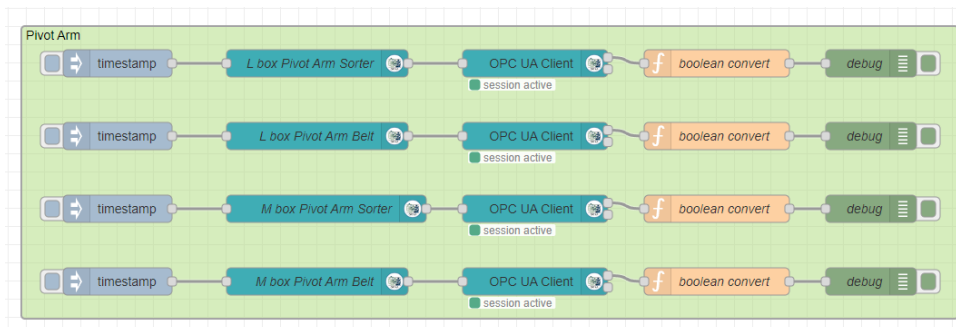 Pivot Arm
timestamp L box Pivot Arm Sorter OPC UA Client f boolean convert debug
session active
timestamp L box Pivot Arm Belt OPC UA Client f boolean convert debug
session active
timestamp M box Pivot Arm Sorter OPC UA Client f boolean convert debug
session active
timestamp M box Pivot Arm Belt OPC UA Client f boolean convert debug
session active